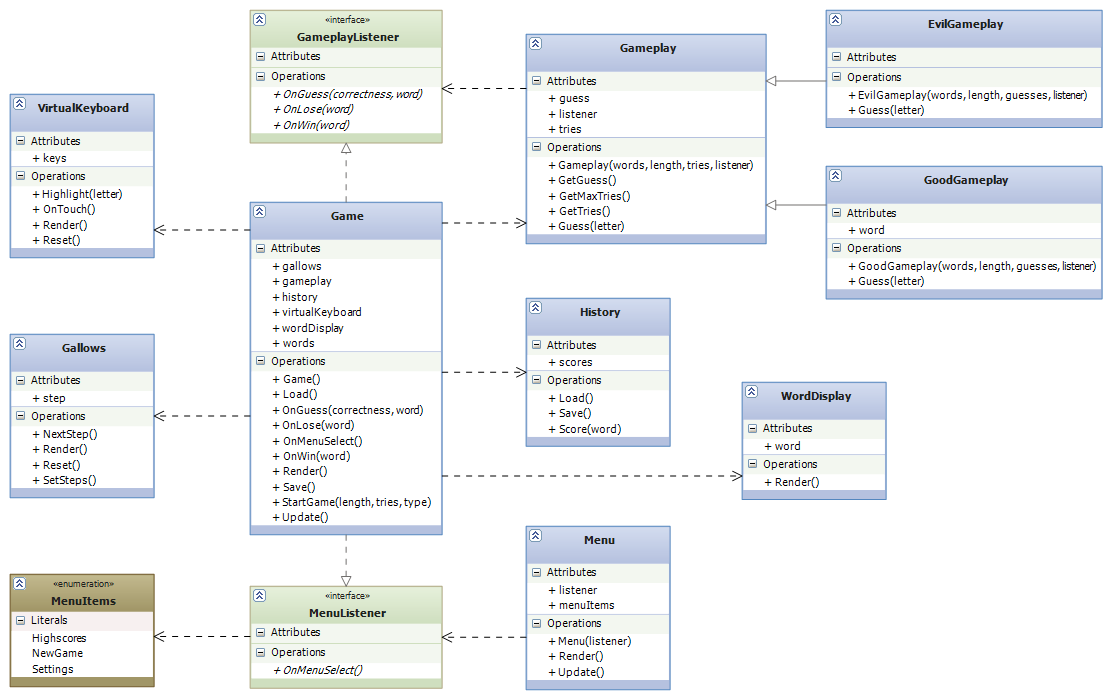 «interface»
GameplayListener
Attributes
Operations
+ OnGuess(correctness, word)
+ OnLose(word)
+ OnWin(word)
Gameplay
Attributes
+ guess
+ listener
+ tries
Operations
+ Gameplay(words, length, tries, listener)
+ GetGuess()
+ GetMaxTries()
+ GetTries()
+ Guess(letter)
EvilGameplay
Attributes
Operations
+ EvilGameplay(words, length, guesses, listener)
+ Guess(letter)
VirtualKeyboard
Attributes
+ keys
Operations
+ Highlight(letter)
+ OnTouch()
+ Render()
+ Reset()
GoodGameplay
Attributes
+ word
Operations
+ GoodGameplay(words, length, guesses, listener)
+ Guess(letter)
Game
Attributes
+ gallows
+ gameplay
+ history
+ virtualKeyboard
+ wordDisplay
+ words
Operations
+ Game()
+ Load()
+ OnGuess(correctness, word)
+ OnLose(word)
+ OnMenuSelect()
+ OnWin(word)
+ Render()
+ Save()
+ StartGame(length, tries, type)
+ Update()
History
Attributes
+ scores
Operations
+ Load()
+ Save()
+ Score(word)
Gallows
Attributes
+ step
Operations
+ NextStep()
+ Render()
+ Reset()
+ SetSteps()
WordDisplay
Attributes
+ word
Operations
+ Render()
Menu
Attributes
+ listener
+ menuItems
Operations
+ Menu(listener)
+ Render()
+ Update()
«enumeration»
MenuItems
Literals
Highscores
NewGame
Settings
«interface»
MenuListener
Attributes
Operations
+ OnMenuSelect()